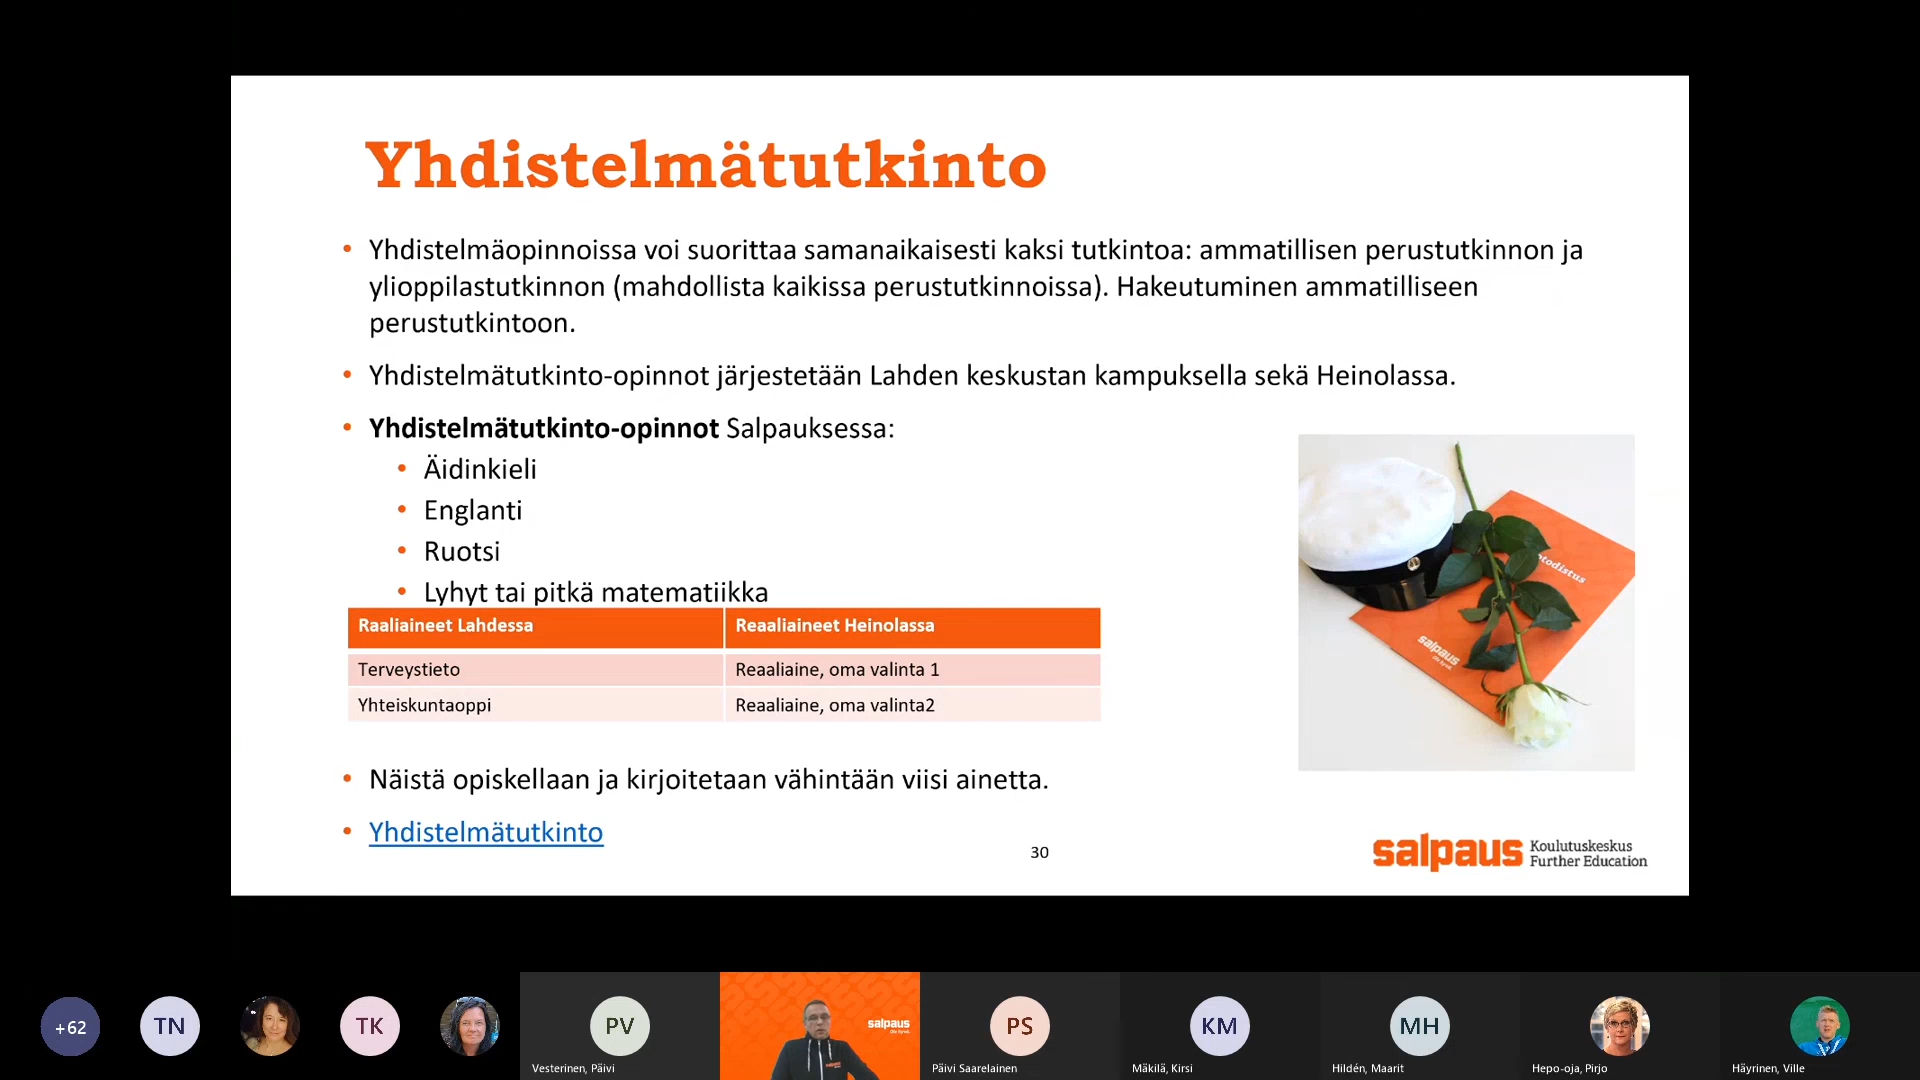 Yhdistelmätutkinto
• Yhdistelmäopinnoissa voi suorittaa samanaikaisesti kaksi tutkintoa: ammatillisen perustutkinnon ja
ylioppilastutkinnon (mahdollista kaikissa perustutkinnoissa). Hakeutuminen ammatilliseen
perustutkintoon.
• Yhdistelmätutkinto-opinnot järjestetään Lahden keskustan kampuksella sekä Heinolassa.
• Yhdistelmätutkinto-opinnot Salpauksessa:
• Äidinkieli
• Englanti
• Ruotsi
• Lyhyt tai pitkä matematiikka
Raaliaineet Lahdessa Reaaliaineet Heinolassa
Terveystieto Reaaliaine, oma valinta 1
Yhteiskuntaoppi Reaaliaine, oma valinta2
salpaus
• Näistä opiskellaan ja kirjoitetaan vähintään viisi ainetta.
• Yhdistelmätutkinto
30
salpaus Koulutuskeskus
Further Education
+62 TN TK PV salpaus PS KM MH
Vesterinen, Päivi Päivi Saarelainen Mäkilä, Kirsi Hildén, Maarit Hepo-oja, Pirjo Häyrinen, Ville